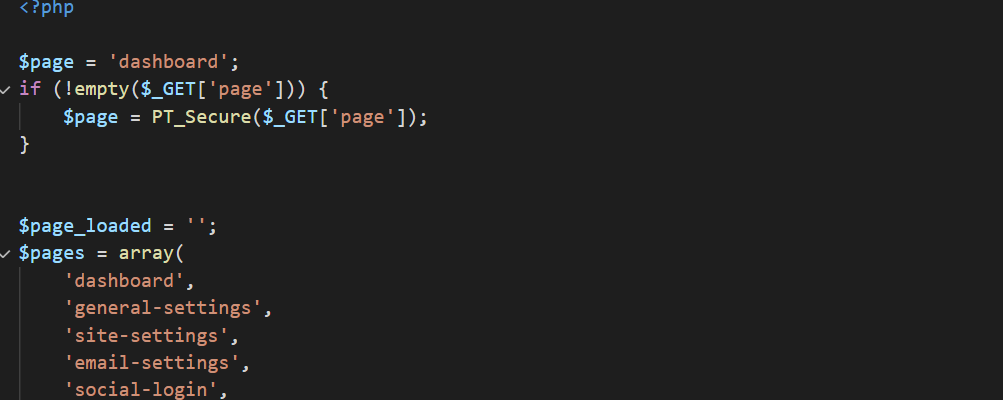 <?php
$page = 'dashboard';
if (!empty($_GET['page'])) {
    $page = PT_Secure($_GET['page']);
}
$page_loaded = '';
$pages = array(
    'dashboard',
    'general-settings',
    'site-settings',
    'email-settings',
    'social-login',